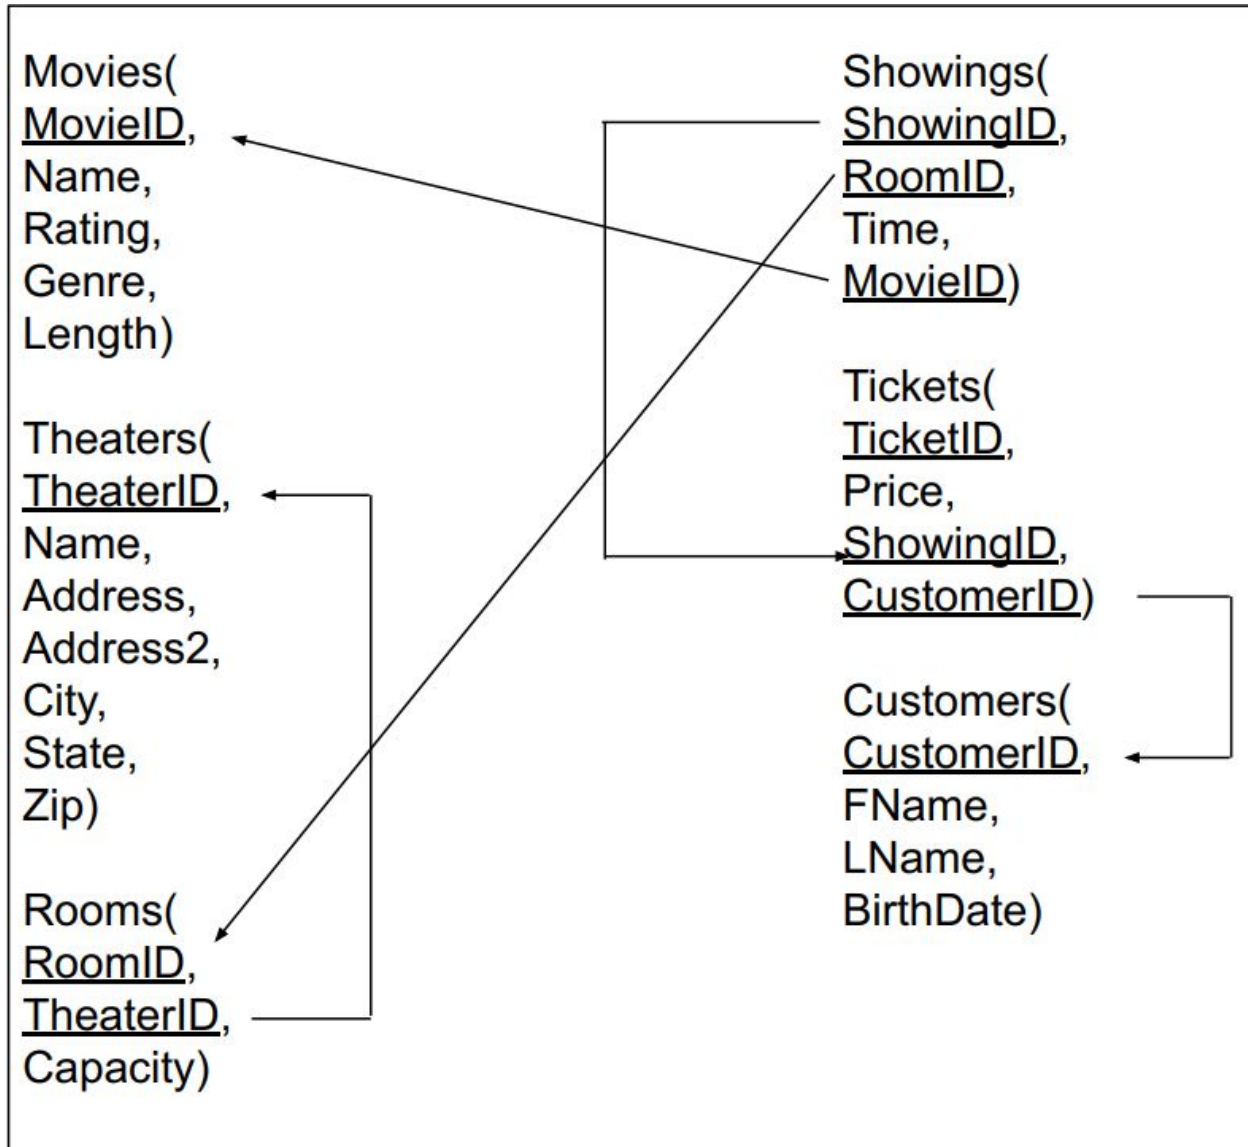 Movies(
MovieID,
Name,
Rating,
Genre,
Length)
Theaters(
TheaterID,
Name,
Address,
Address2,
City,
State,
Zip)
Rooms(
RoomID,
TheaterID,
Capacity)
Showings(
ShowingID,
RoomID,
Time,
MovieID)
Tickets(
TicketID,
Price,
ShowingID,
CustomerID)
Customers(
CustomerID,
FName,
LName,
BirthDate)